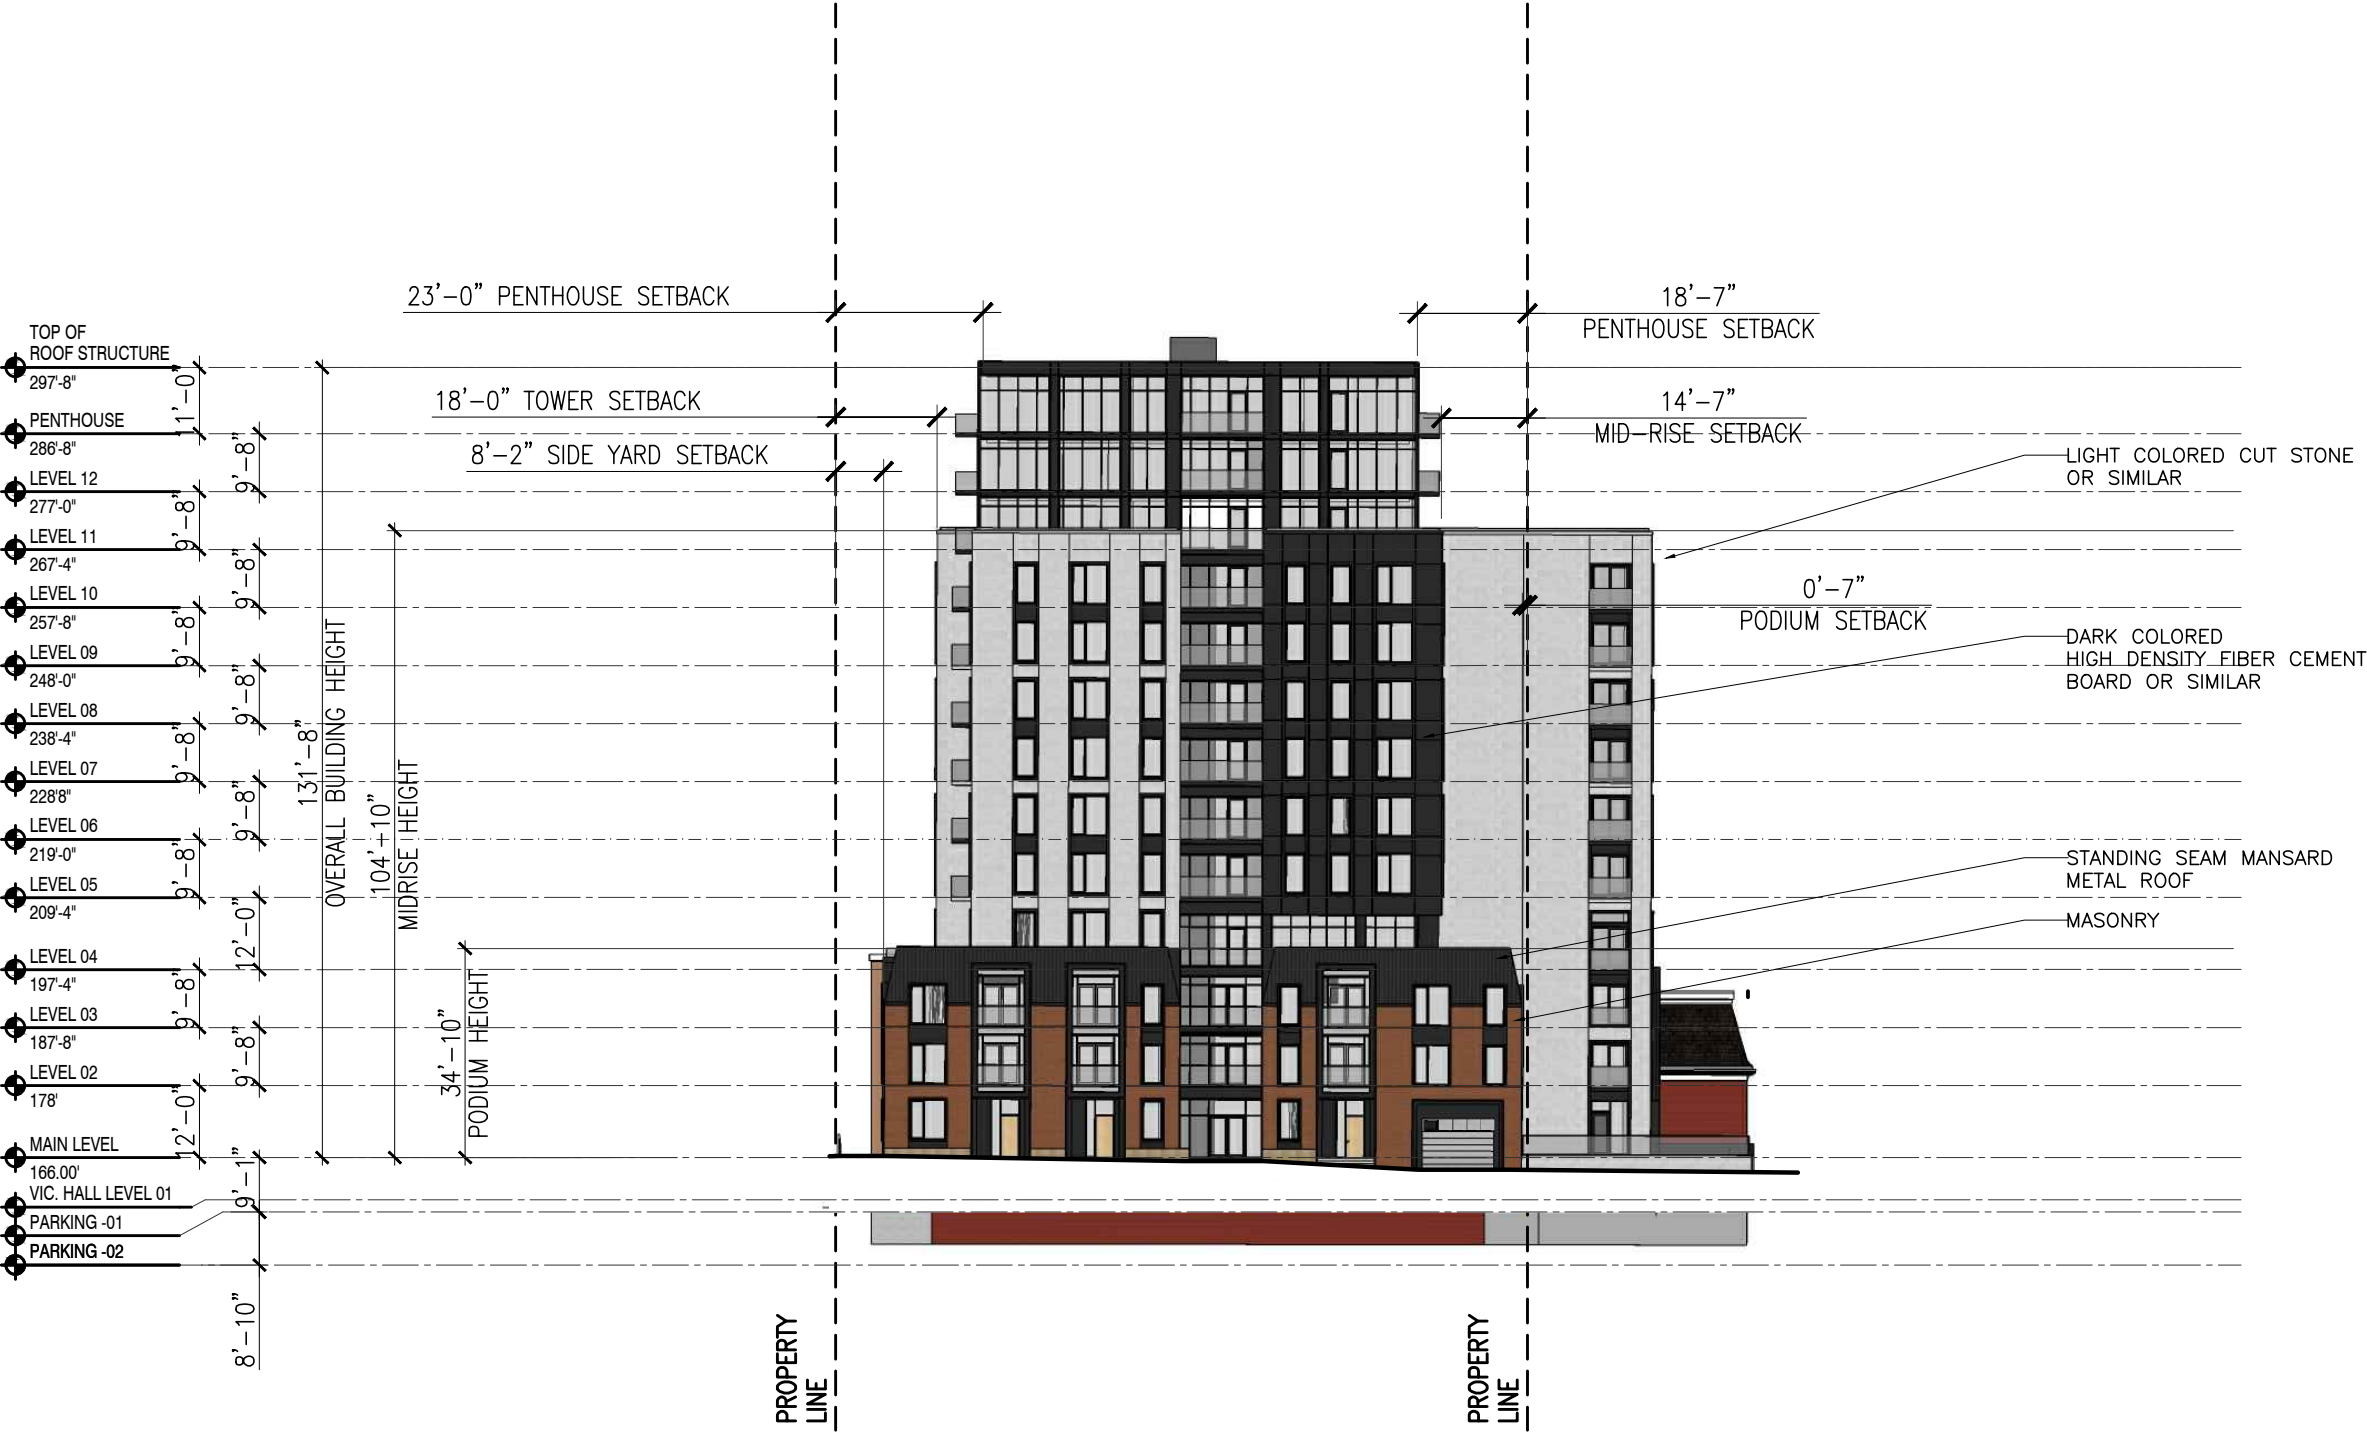 23'-0" PENTHOUSE SETBACK
18'-7"
PENTHOUSE SETBACK
18'-0" TOWER SETBACK
14'-7"
MID-RISE SETBACK
8'-2" SIDE YARD SETBACK
TOP OF
ROOF STRUCTURE
297'-8"
11'-0"
PENTHOUSE
286'-8"
9'-8"
LEVEL 12
277'-0"
9'-8"
LEVEL 11
267'-4"
9'-8"
LEVEL 10
257'-8"
9'-8"
LEVEL 09
248'-0"
9'-8"
LEVEL 08
238'-4"
9'-8"
LEVEL 07
228'8"
9'-8"
LEVEL 06
219'-0"
9'-8"
LEVEL 05
209'-4"
12'-0"
LEVEL 04
197'-4"
9'-8"
LEVEL 03
187'-8"
9'-8"
LEVEL 02
178'
12'-0"
MAIN LEVEL
166.00'
9'-1"
VIC. HALL LEVEL 01
PARKING -01
PARKING -02
8'-10"
131'-8"
OVERALL BUILDING HEIGHT
104'-10"
MIDRISE HEIGHT
34'-10"
PODIUM HEIGHT
LIGHT COLORED CUT STONE
OR SIMILAR
0'-7"
PODIUM SETBACK
DARK COLORED
HIGH DENSITY FIBER CEMENT
BOARD OR SIMILAR
STANDING SEAM MANSARD
METAL ROOF
MASONRY
PROPERTY
LINE
PROPERTY
LINE